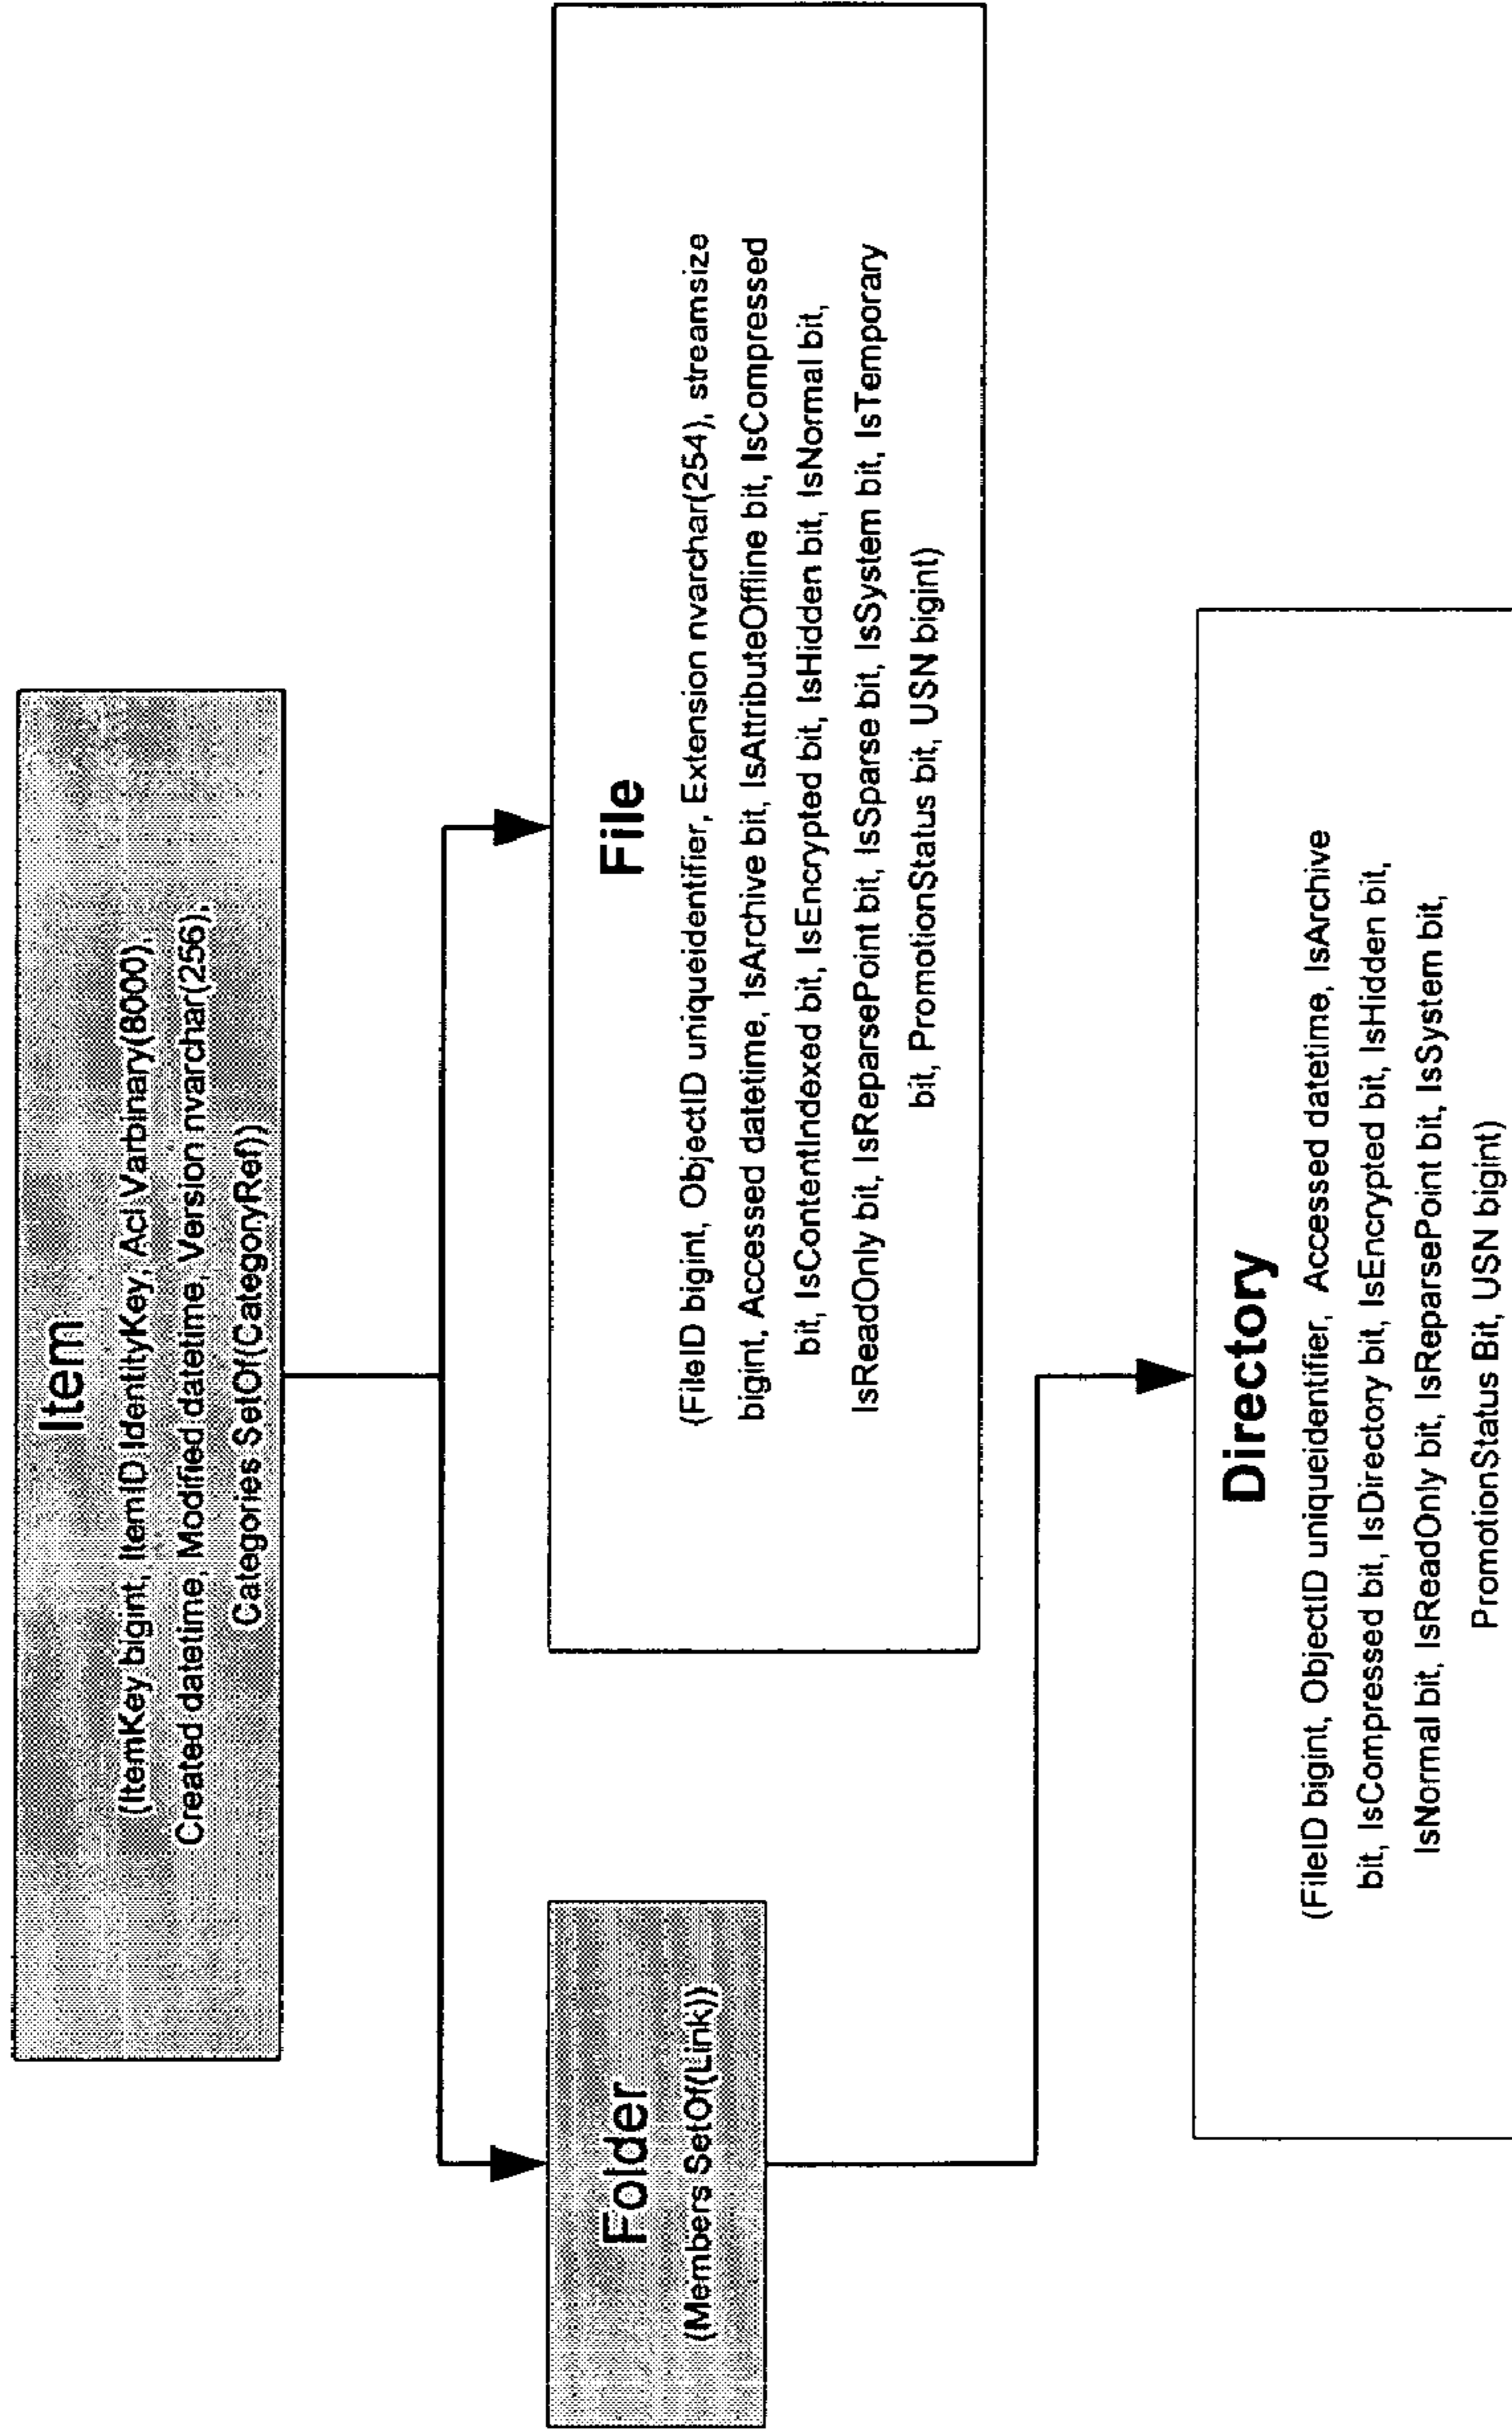 Item
(ItemKey bigint, ItemID IdentityKey, Acl Varbinary(8000),
Created datetime, Modified datetime, Version nvarchar(256),
Categories SetOf(CategoryRef))
Folder
(Members SetOf(Link))
File
(FileID bigint, ObjectID uniqueidentifier, Extension nvarchar(254), streamsize
bigint, Accessed datetime, IsArchive bit, IsAttributeOffline bit, IsCompressed
bit, IsContentIndexed bit, IsEncrypted bit, IsHidden bit, IsNormal bit,
IsReadOnly bit, IsReparsePoint bit, IsSparse bit, IsSystem bit, IsTemporary
bit, PromotionStatus bit, USN bigint)
Directory
(FileID bigint, ObjectID uniqueidentifier, Accessed datetime, IsArchive
bit, IsCompressed bit, IsDirectory bit, IsEncrypted bit, IsHidden bit,
IsNormal bit, IsReadOnly bit, IsReparsePoint bit, IsSystem bit,
PromotionStatus Bit, USN bigint)